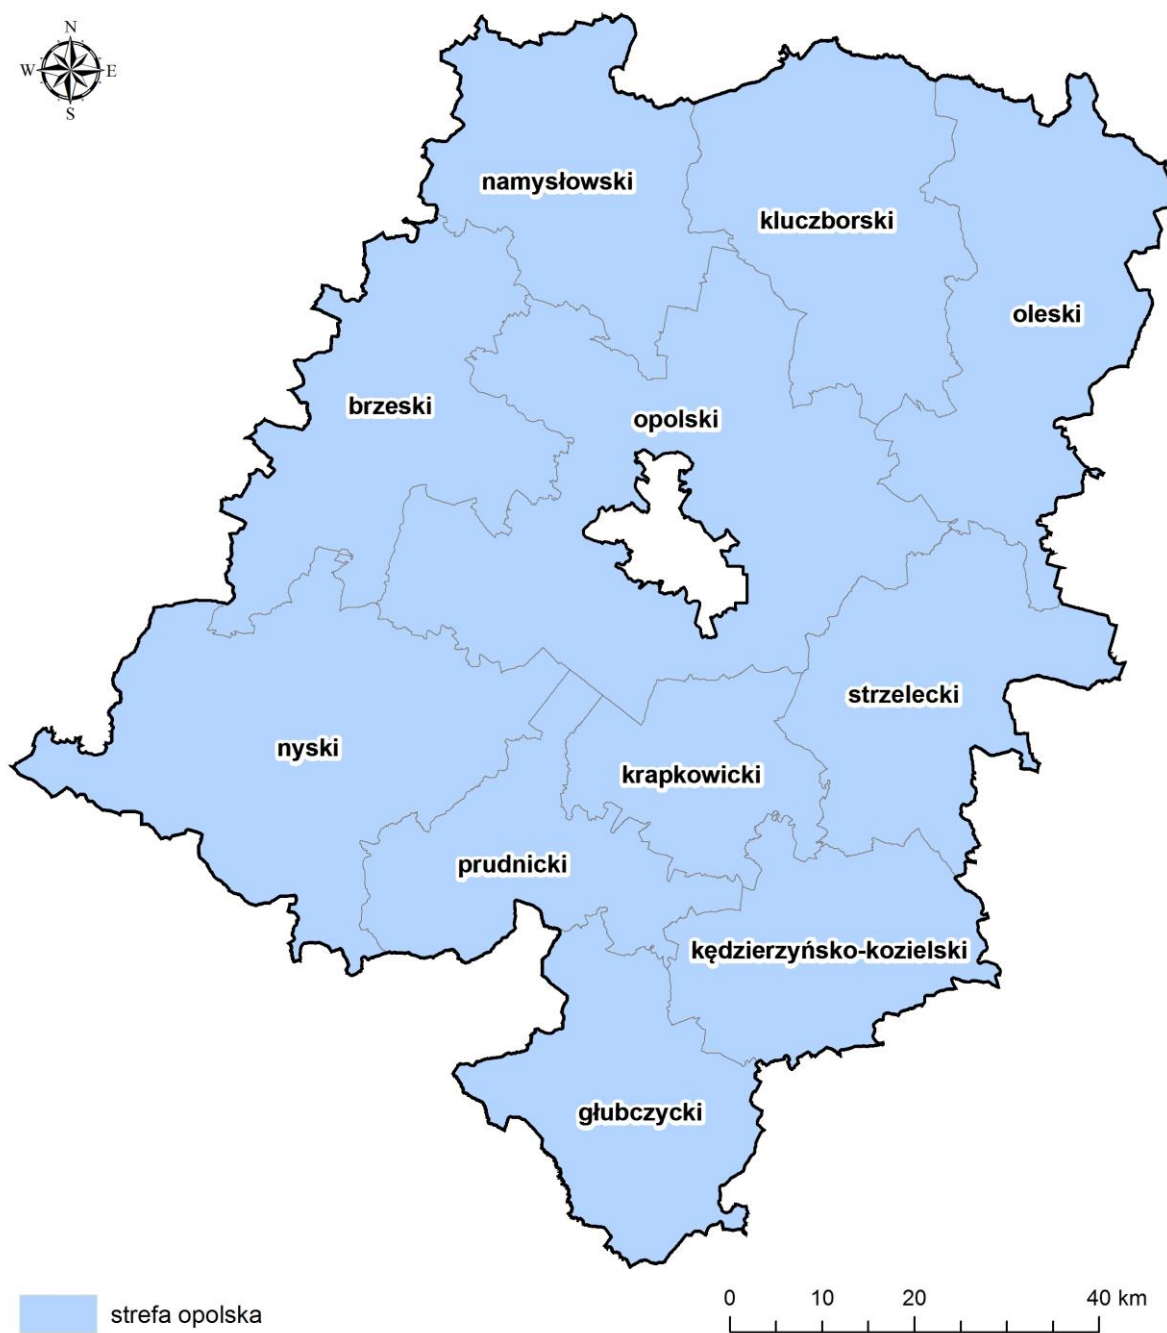 N
W E
S
namysłowski
kluczborski
oleski
brzeski
opolski
strzelecki
nyski
krapkowicki
prudnicki
kędzierzyńsko-kozielski
głubczycki
strefa opolska
0 10 20 40 km